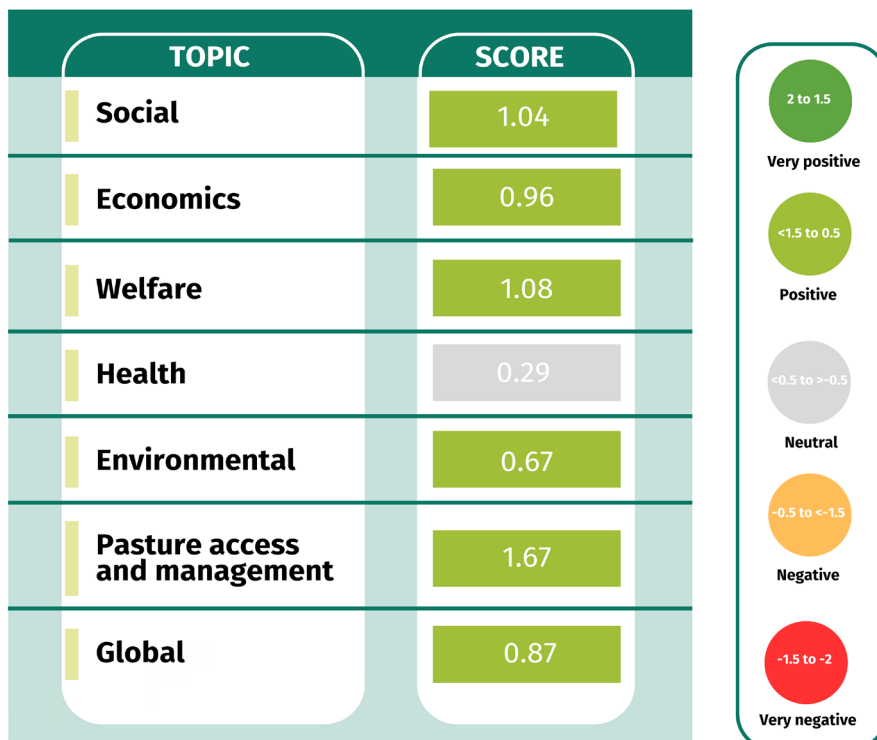 TOPIC SCORE
Social 1.04
Economics 0.96
Welfare 1.08
Health 0.29
Environmental 0.67
Pasture access
and management 1.67
Global 0.87
2 to 1.5
Very positive
<1.5 to 0.5
Positive
<0.5 to >-0.5
Neutral
-0.5 to <-1.5
Negative
-1.5 to -2
Very negative